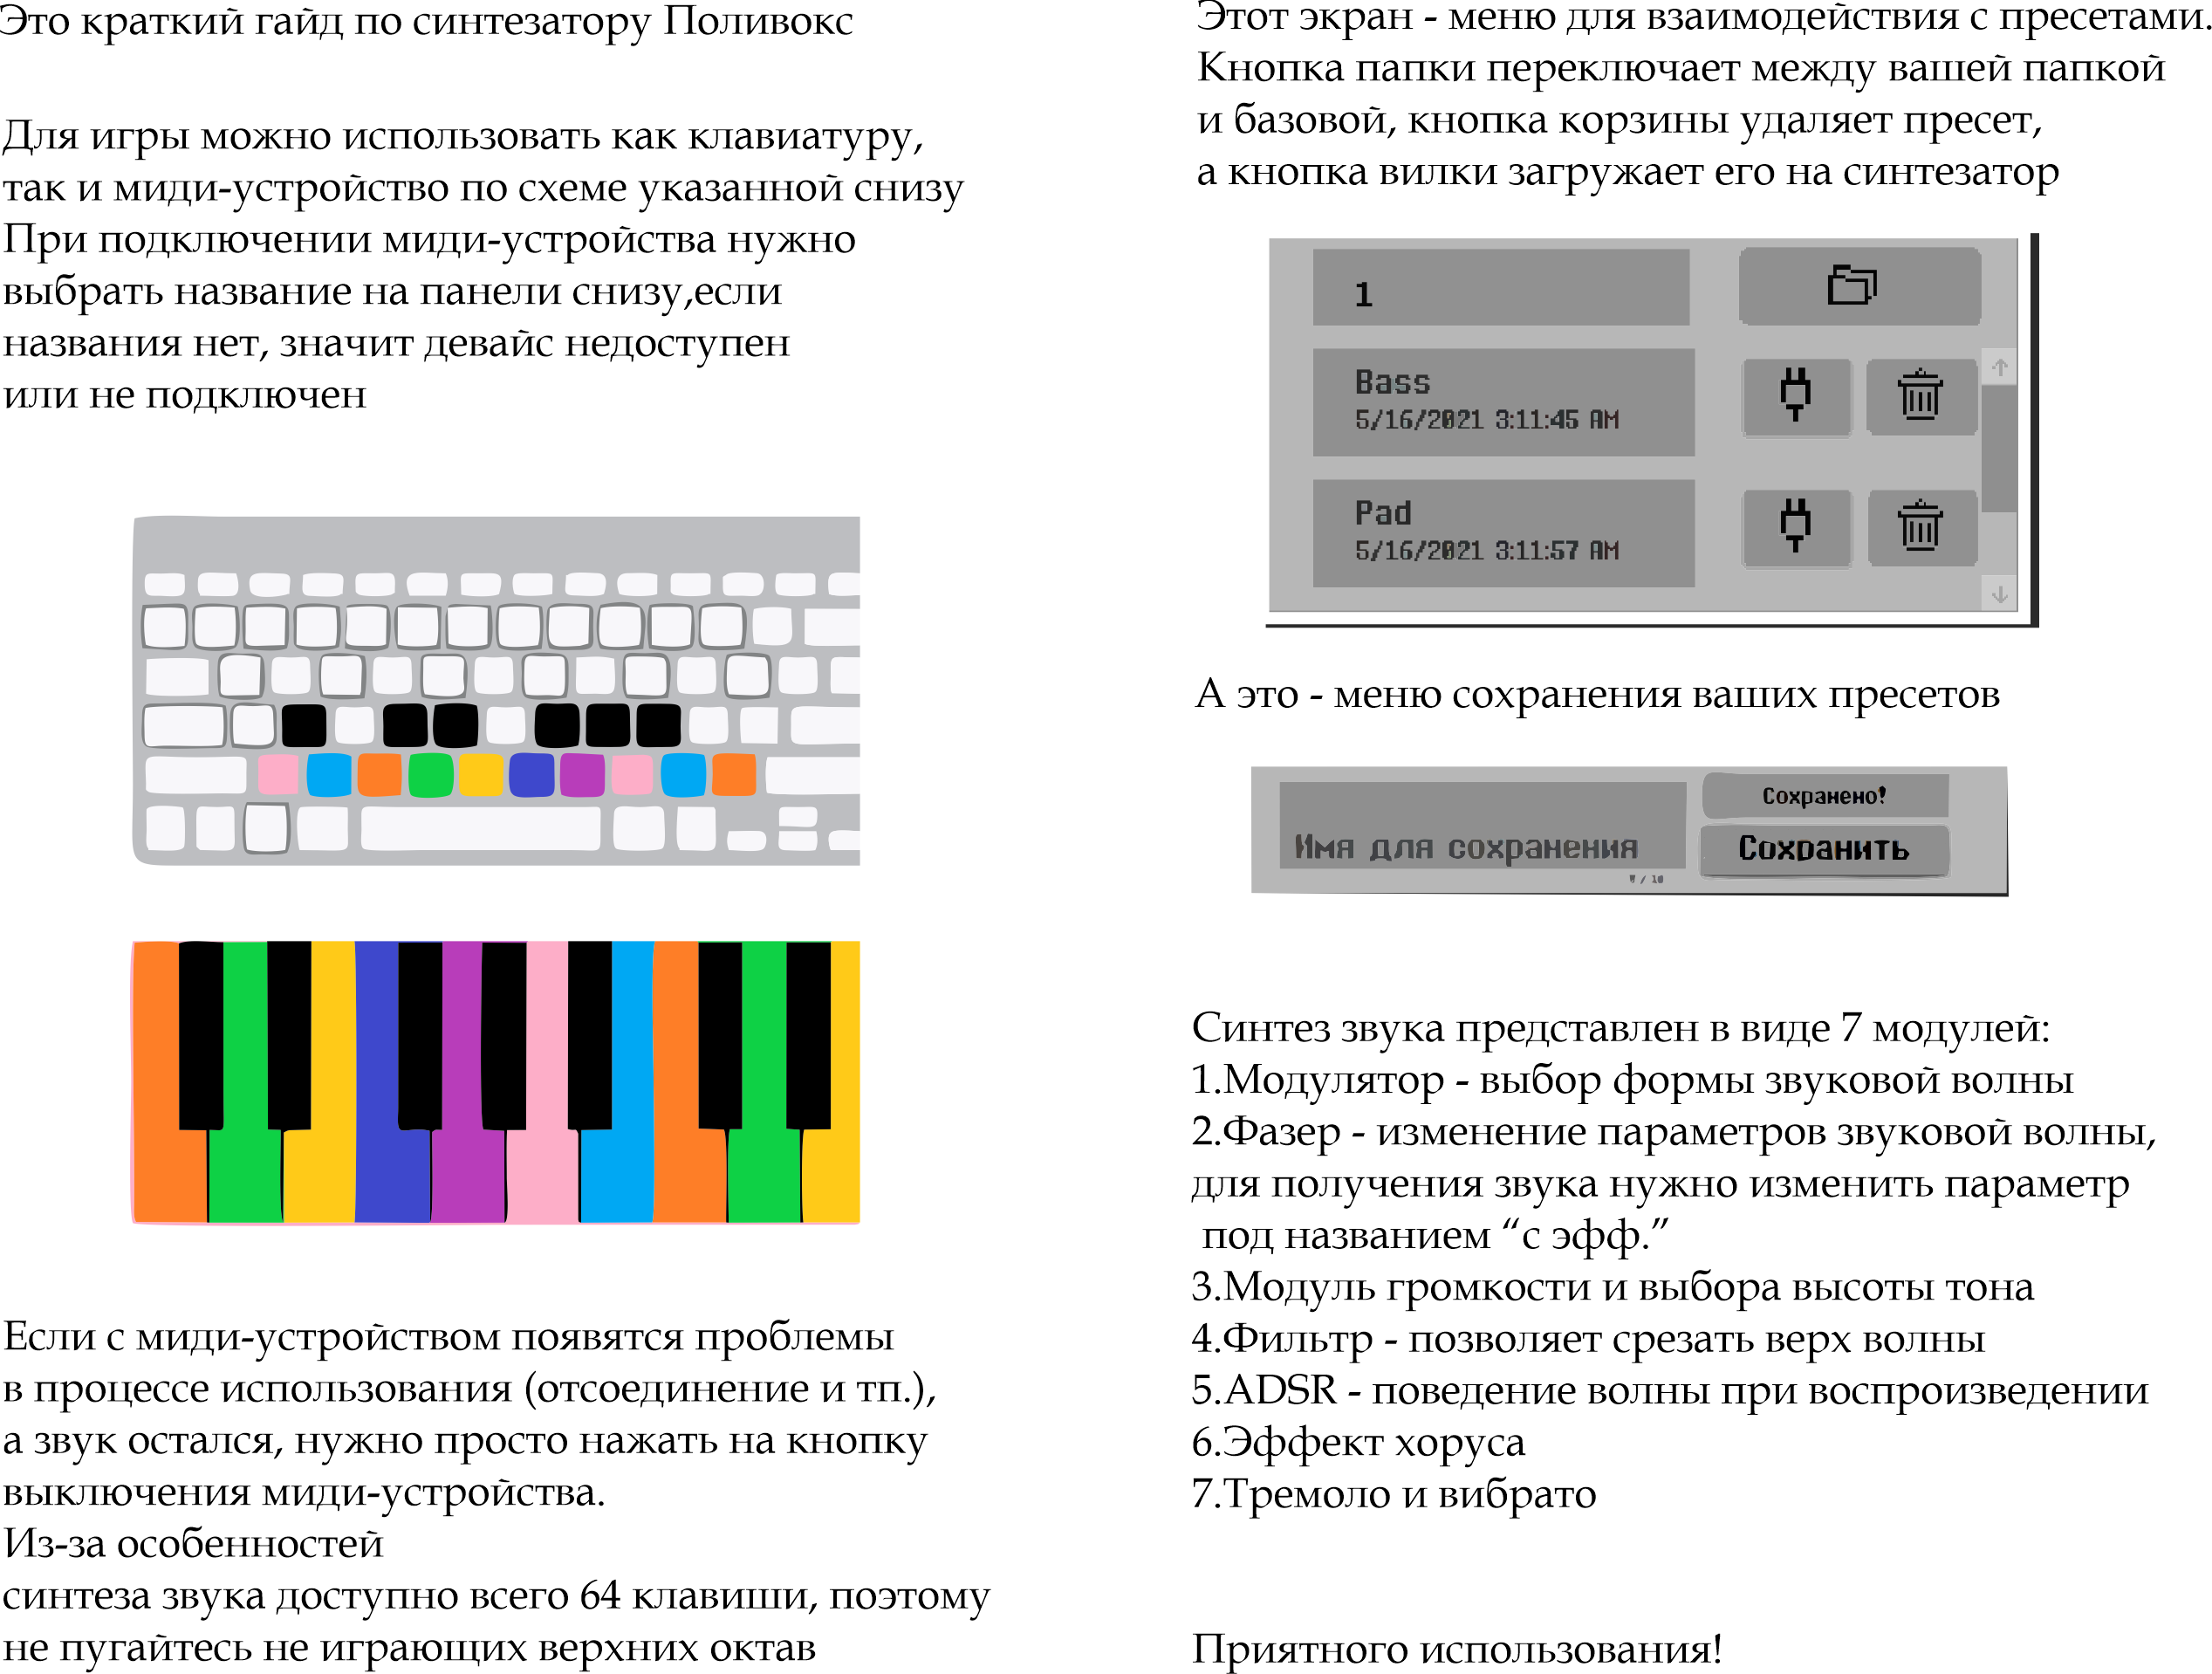 Это краткий гайд по синтезатору Поливокс
Для игры можно использовать как клавиатуру,
так и миди-устройство по схеме указанной снизу
При подключении миди-устройства нужно
выбрать название на панели снизу,если
названия нет, значит девайс недоступен
или не подключен
Если с миди-устройством появятся проблемы
в процессе использования (отсоединение и тп.),
а звук остался, нужно просто нажать на кнопку
выключения миди-устройства.
Из-за особенностей
синтеза звука доступно всего 64 клавиши, поэтому
не пугайтесь не играющих верхних октав
Этот экран - меню для взаимодействия с пресетами.
Кнопка папки переключает между вашей папкой
и базовой, кнопка корзины удаляет пресет,
а кнопка вилки загружает его на синтезатор
1
Bass
5/16/2021 3:11:45 AM
Pad
5/16/2021 3:11:57 AM
А это - меню сохранения ваших пресетов
Сохранено!
Имя для сохранения
Сохранить
/ 10
Синтез звука представлен в виде 7 модулей:
1.Модулятор - выбор формы звуковой волны
2.Фазер - изменение параметров звуковой волны,
для получения звука нужно изменить параметр
под названием “с эфф.”
3.Модуль громкости и выбора высоты тона
4.Фильтр - позволяет срезать верх волны
5.ADSR - поведение волны при воспроизведении
6.Эффект хоруса
7.Тремоло и вибрато
Приятного использования!